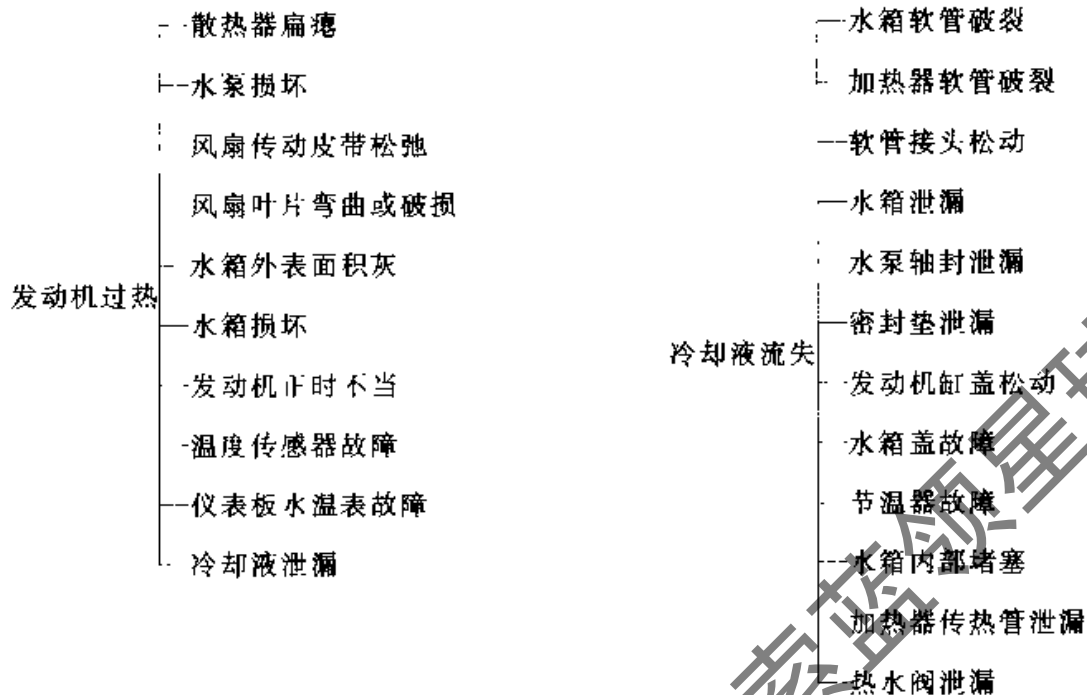 散热器扁瘪
水泵损坏
风扇传动皮带松弛
风扇叶片弯曲或破损
水箱外表面积灰
发动机过热
水箱损坏
发动机正时不当
温度传感器故障
仪表板水温表故障
冷却液泄漏
水箱软管破裂
加热器软管破裂
软管接头松动
水箱泄漏
水泵轴封泄漏
密封垫泄漏
冷却液流失
发动机缸盖松动
水箱盖故障
节温器故障
水箱内部堵塞
加热器传热管泄漏
热水阀泄漏
索蓝领星球